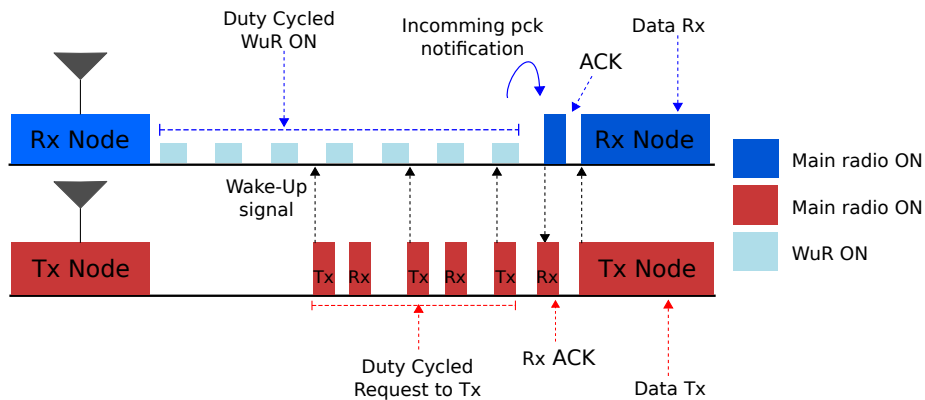 Duty Cycled
WuR ON
Incomming pck
notification
Data Rx
ACK
Rx Node
Rx Node
Main radio ON
Wake-Up
signal
Main radio ON
Tx Node
Tx
Rx
Tx
Rx
Tx
Rx
Tx Node
WuR ON
Duty Cycled
Request to Tx
Rx ACK
Data Tx